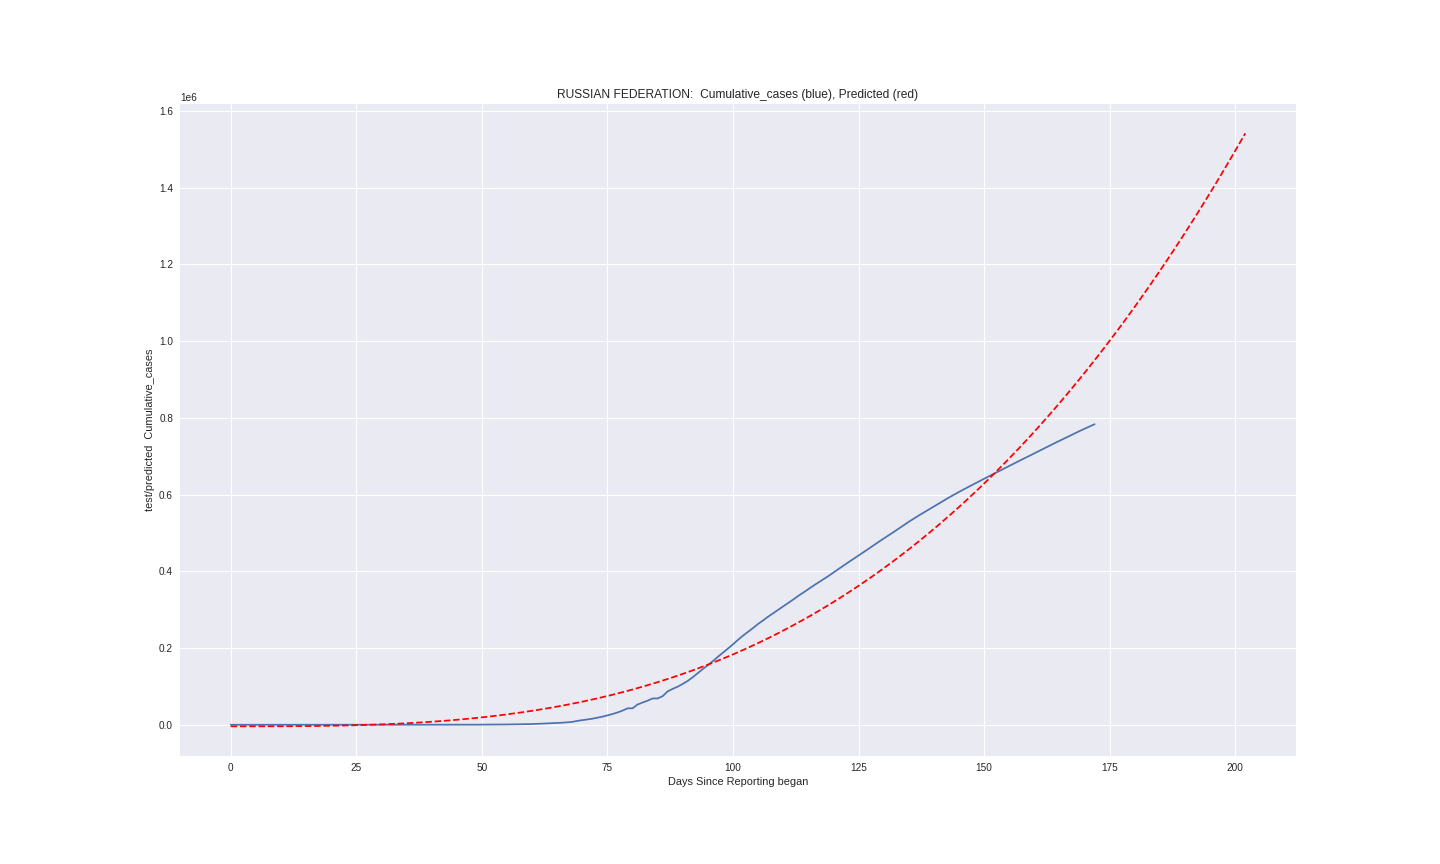 RUSSIAN FEDERATION:  Cumulative_cases (blue), Predicted (red)
1e6
1.6
1.4
1.2
1.0
0.8
0.6
0.4
0.2
0.0
test/predicted  Cumulative_cases
0 25 50 75 100 125 150 175 200
Days Since Reporting began